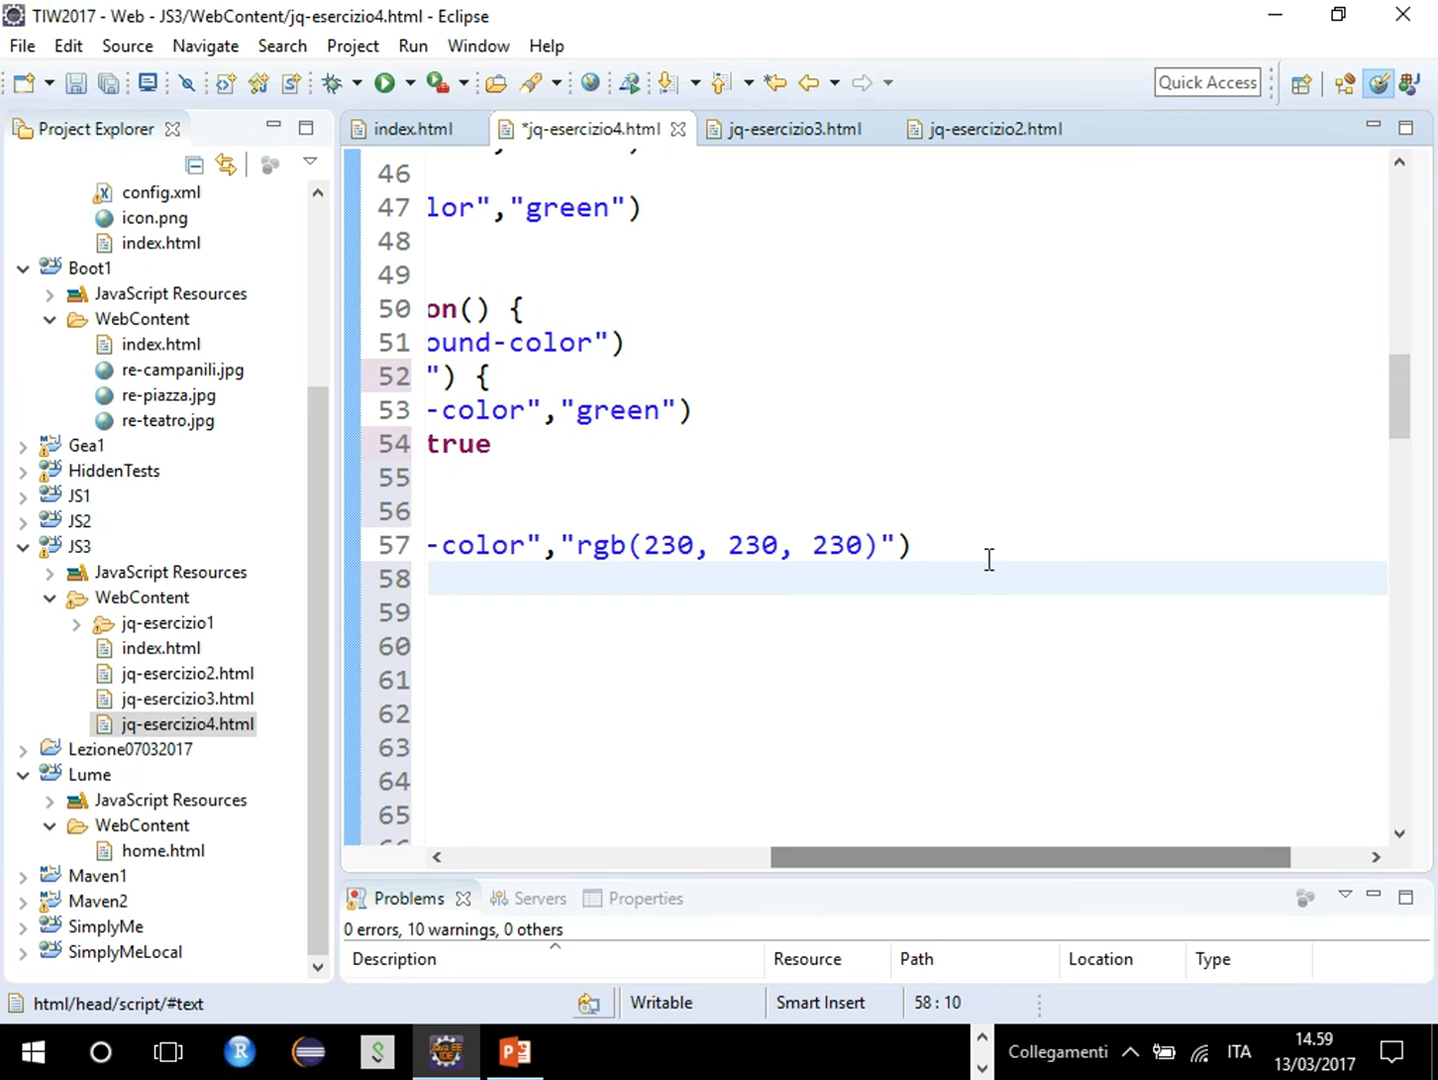 TIW2017 - Web - JS3/WebContent/jq-esercizio4.html - Eclipse
File Edit Source Navigate Search Project Run Window Help
Quick Access
Project Explorer
index.html *jq-esercizio4.html jq-esercizio3.html jq-esercizio2.html
config.xml
icon.png
index.html
Boot1
JavaScript Resources
WebContent
index.html
re-campanili.jpg
re-piazza.jpg
re-teatro.jpg
Gea1
HiddenTests
JS1
JS2
JS3
JavaScript Resources
WebContent
jq-esercizio1
index.html
jq-esercizio2.html
jq-esercizio3.html
jq-esercizio4.html
Lezione07032017
Lume
JavaScript Resources
WebContent
home.html
Maven1
Maven2
SimplyMe
SimplyMeLocal
46
47 lor","green")
48
49
50 on() {
51 ound-color")
52 ") {
53 -color","green")
54 true
55
56
57 -color","rgb(230, 230, 230)")
58
59
60
61
62
63
64
65
Problems Servers Properties
0 errors, 10 warnings, 0 others
Description Resource Path Location Type
html/head/script/#text Writable Smart Insert 58 : 10
Collegamenti ITA 14.59
13/03/2017